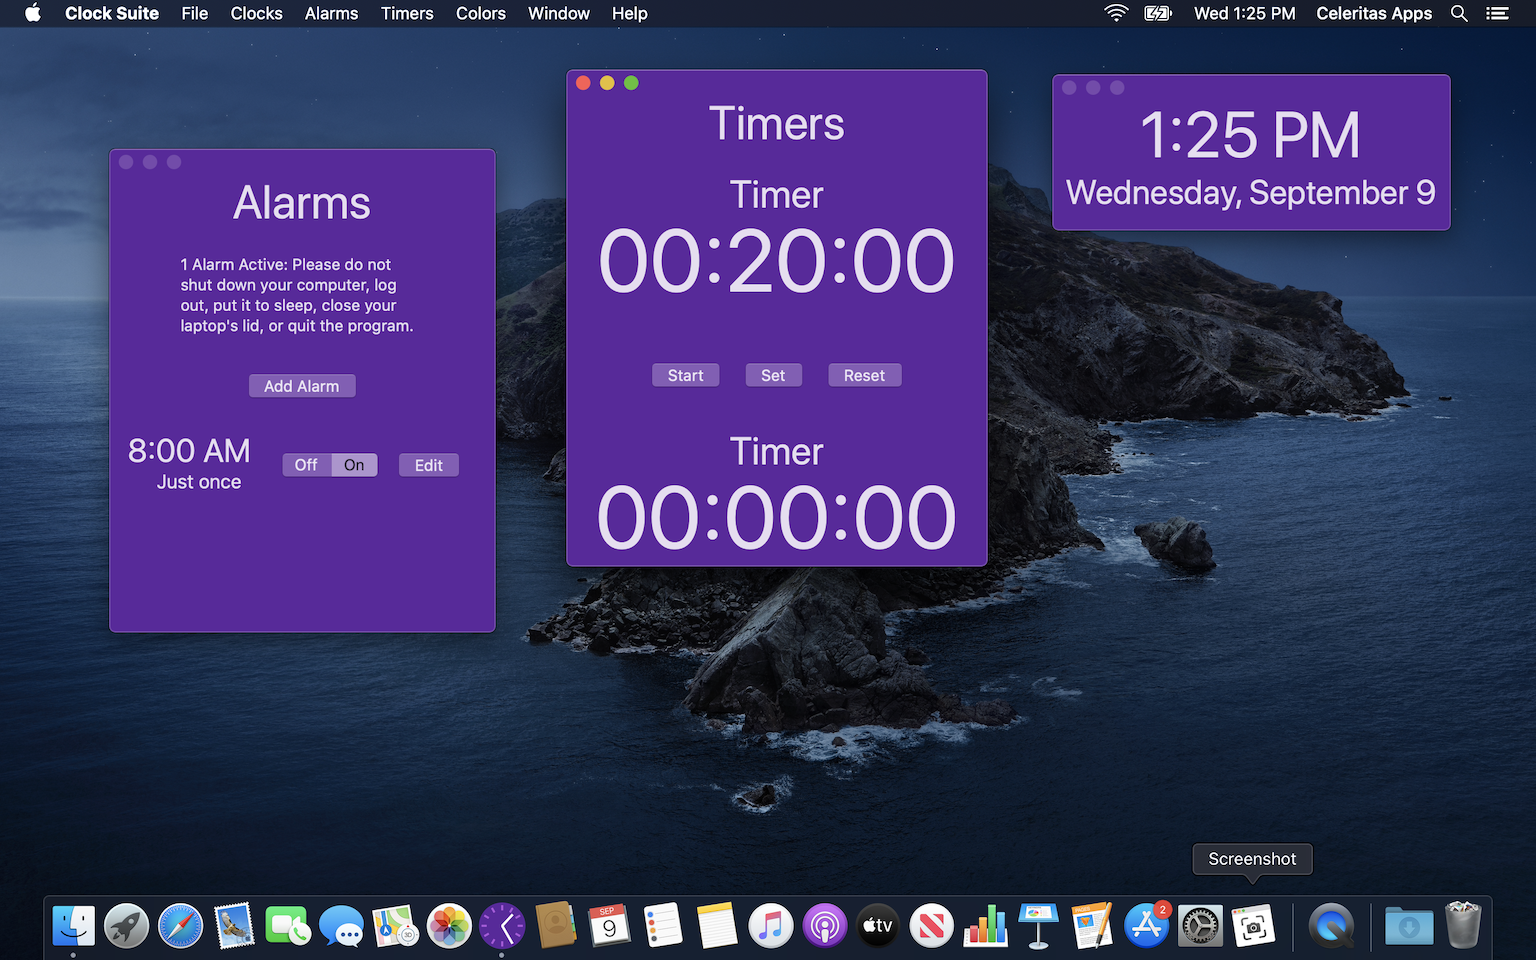 Clock Suite File Clocks Alarms Timers Colors Window Help Wed 1:25 PM Celeritas Apps
Alarms
1 Alarm Active: Please do not
shut down your computer, log
out, put it to sleep, close your
laptop's lid, or quit the program.
Add Alarm
8:00 AM
Just once
Off On Edit
Timers
Timer
00:20:00
Start Set Reset
Timer
00:00:00
1:25 PM
Wednesday, September 9
Screenshot
SEP
9
tv
2